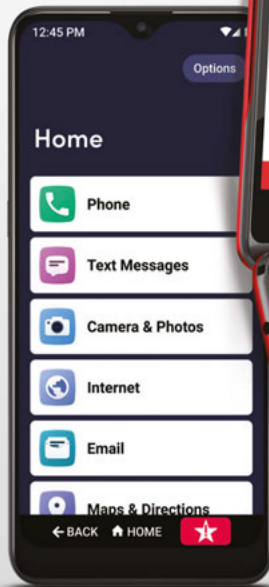 12:45 PM
Options
Home
Phone
Text Messages
Camera & Photos
Internet
Email
Maps & Directions
BACK HOME